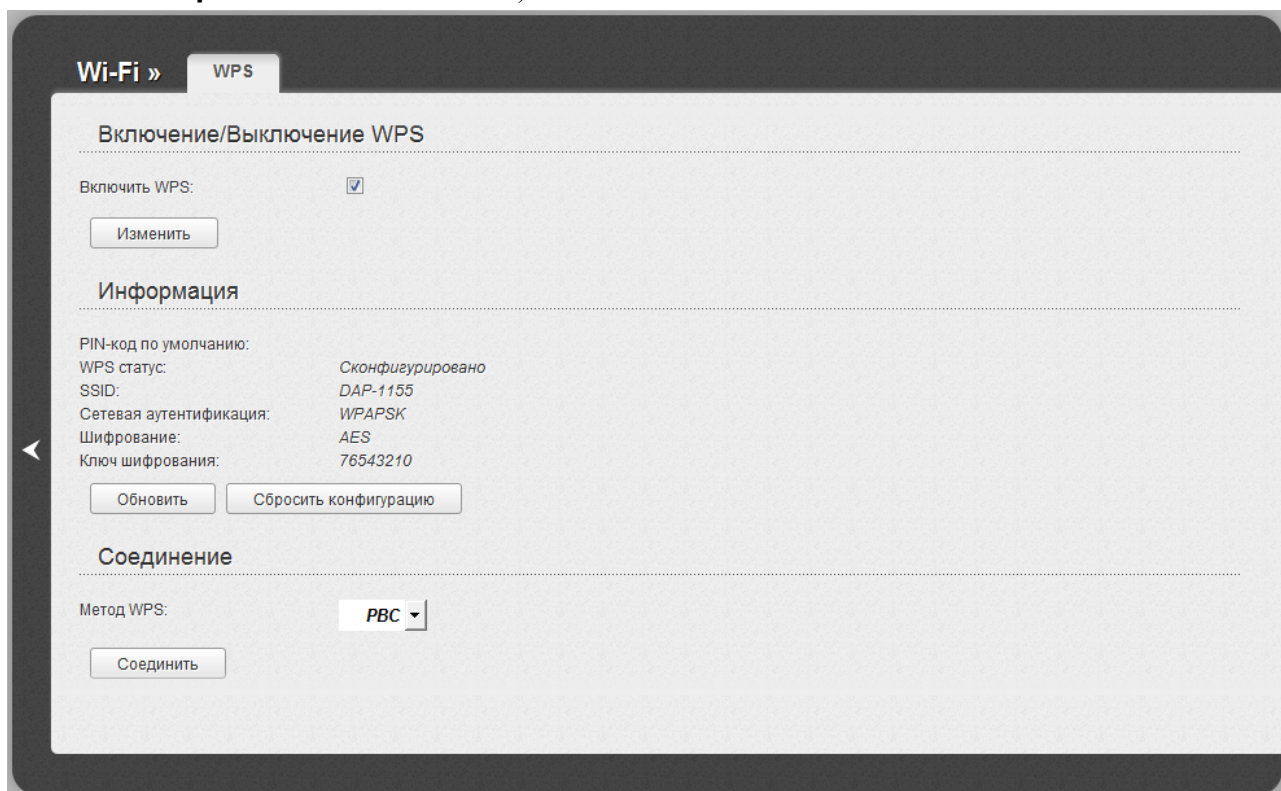 Wi-Fi » WPS
Включение/Выключение WPS
Включить WPS:
Изменить
Информация
PIN-код по умолчанию:
WPS статус: Сконфигурировано
SSID: DAP-1155
Сетевая аутентификация: WPAPSK
Шифрование: AES
Ключ шифрования: 76543210
Обновить Сбросить конфигурацию
Соединение
Метод WPS: PBC
Соединить